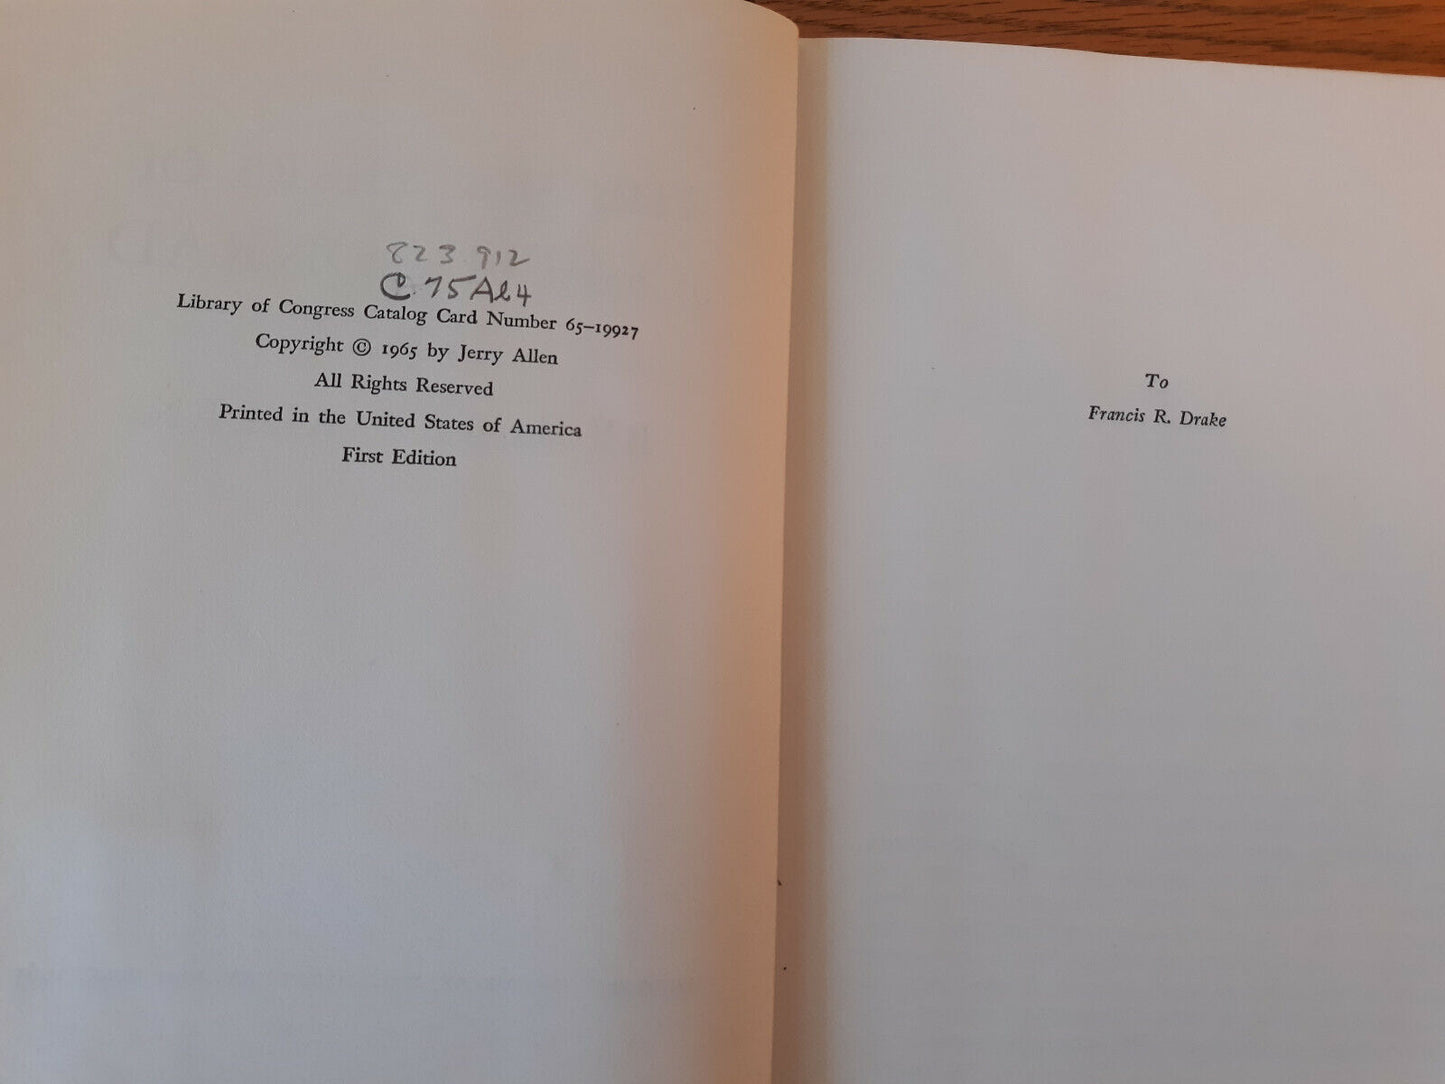 823.912
C75Al4
Library of Congress Catalog Card Number 65–19927
Copyright © 1965 by Jerry Allen
All Rights Reserved
Printed in the United States of America
First Edition
To
Francis R. Drake